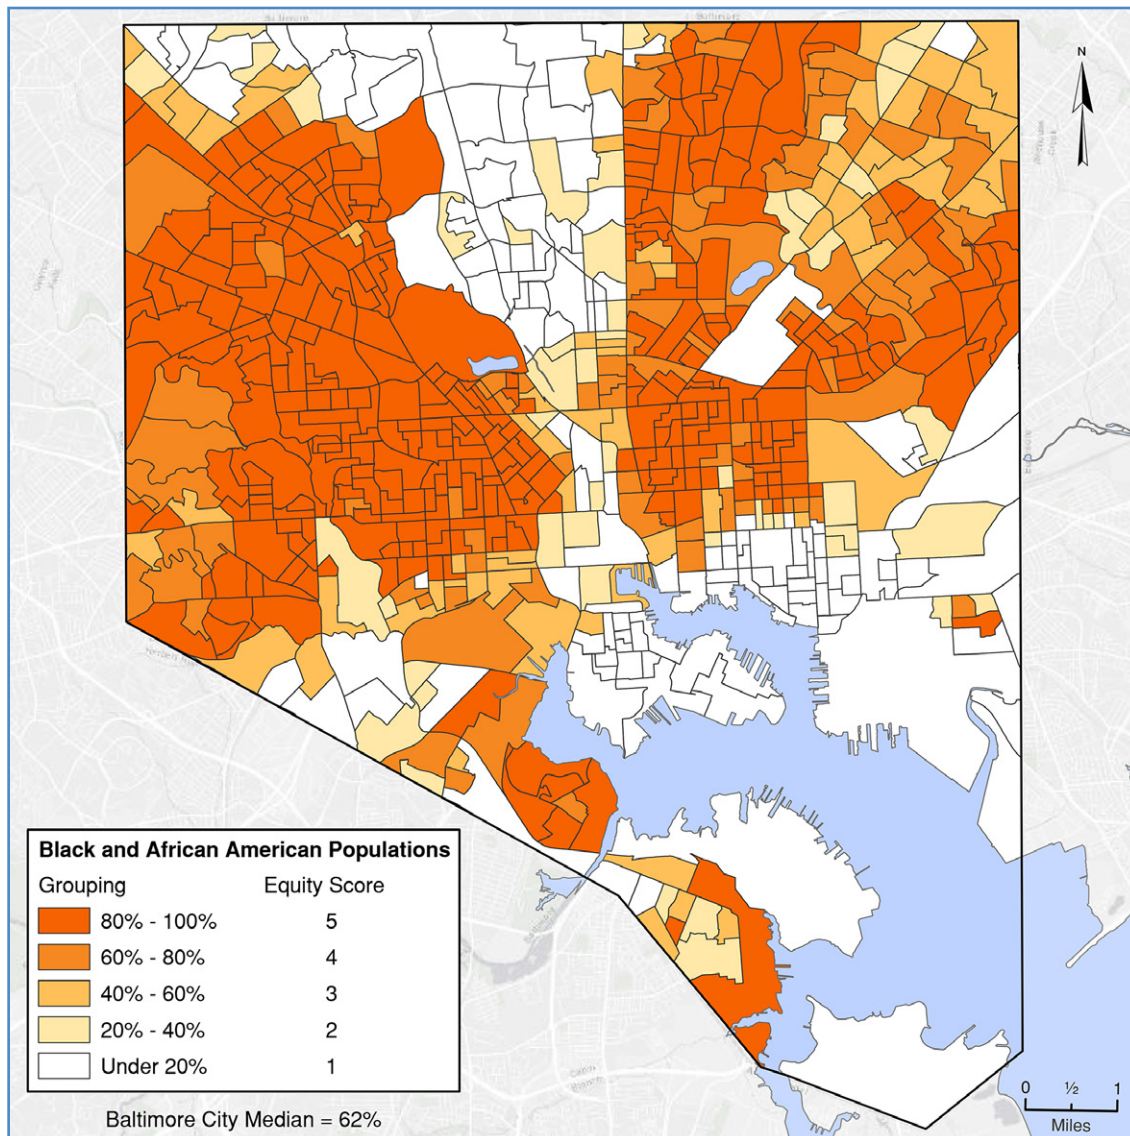 N
Black and African American Populations
Grouping Equity Score
80% - 100% 5
60% - 80% 4
40% - 60% 3
20% - 40% 2
Under 20% 1
Baltimore City Median = 62%
0 ½ 1
Miles